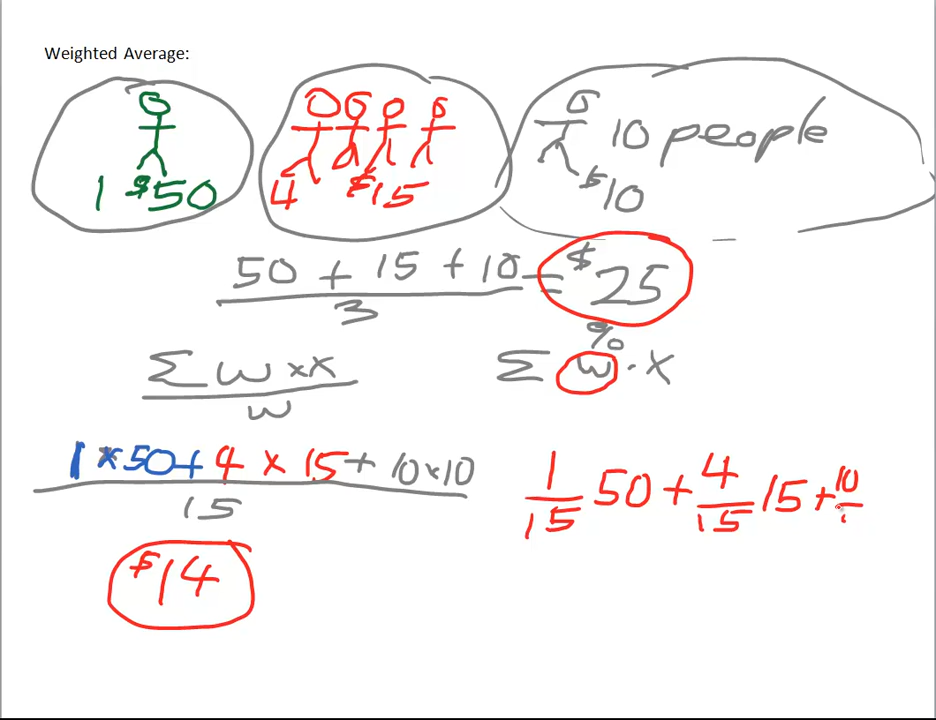 Weighted Average:
1 $50
4 $15
10 people
$10
50 + 15 + 10 = $25
3
Σ w x x
w
%
Σ w · x
1 x 50 + 4 x 15 + 10 x 10
15
$14
1/15 50 + 4/15 15 + 10/1